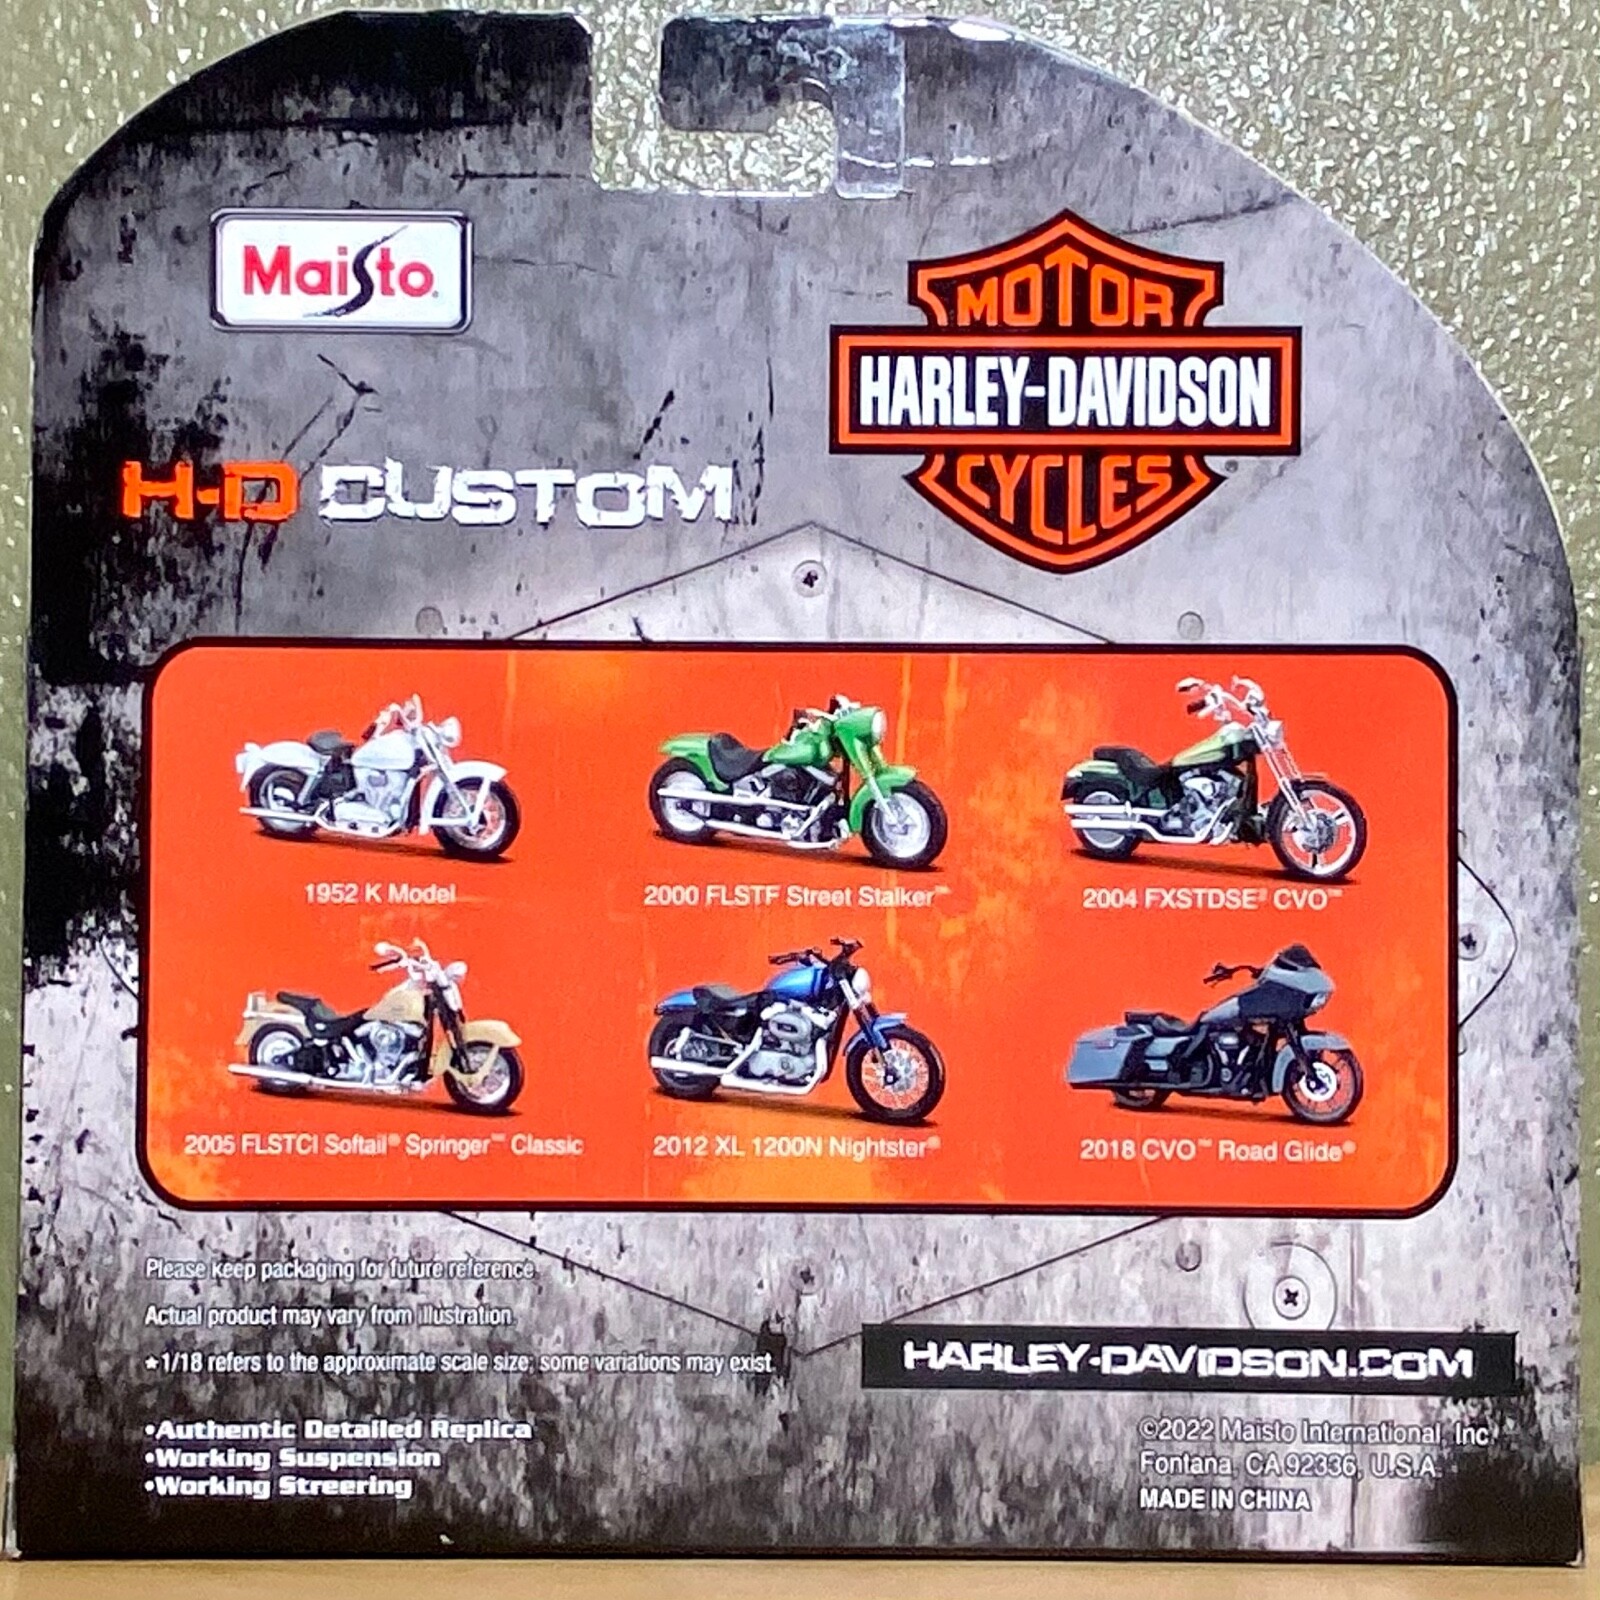 Maisto
MOTOR
HARLEY-DAVIDSON
CYCLES
H-D CUSTOM
1952 K Model
2000 FLSTF Street Stalker™
2004 FXSTDSE² CVO™
2005 FLSTCI Softail® Springer™ Classic
2012 XL 1200N Nightster®
2018 CVO™ Road Glide®
Please keep packaging for future reference.
Actual product may vary from illustration.
★1/18 refers to the approximate scale size; some variations may exist.
HARLEY-DAVIDSON.COM
•Authentic Detailed Replica
•Working Suspension
•Working Streering
©2022 Maisto International, Inc.
Fontana, CA 92336, U.S.A.
MADE IN CHINA